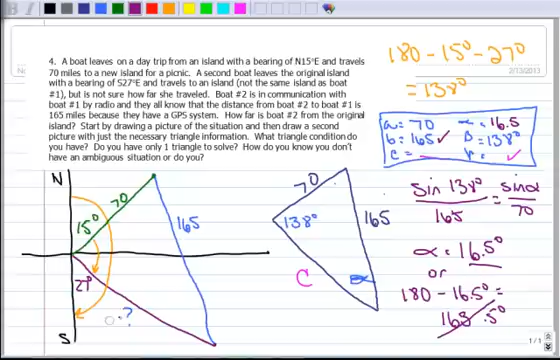 180 - 15° - 27°
= 138°
2/13/2013
4. A boat leaves on a day trip from an island with a bearing of N15°E and travels
70 miles to a new island for a picnic. A second boat leaves the original island
with a bearing of S27°E and travels to an island (not the same island as boat
#1), but is not sure how far she traveled. Boat #2 is in communication with
boat #1 by radio and they all know that the distance from boat #2 to boat #1 is
165 miles because they have a GPS system. How far is boat #2 from the original
island? Start by drawing a picture of the situation and then draw a second
picture with just the necessary triangle information. What triangle condition do
you have? Do you have only 1 triangle to solve? How do you know you don't
have an ambiguous situation or do you?
a = 70 α = 16.5
b = 165 ✓ β = 138°
c = γ = ✓
N
70
15°
165
27°
?
S
70
138°
165
C
α
sin 138° = sin α
165 70
α = 16.5°
or
180 - 16.5° =
163.5°
1 / 1